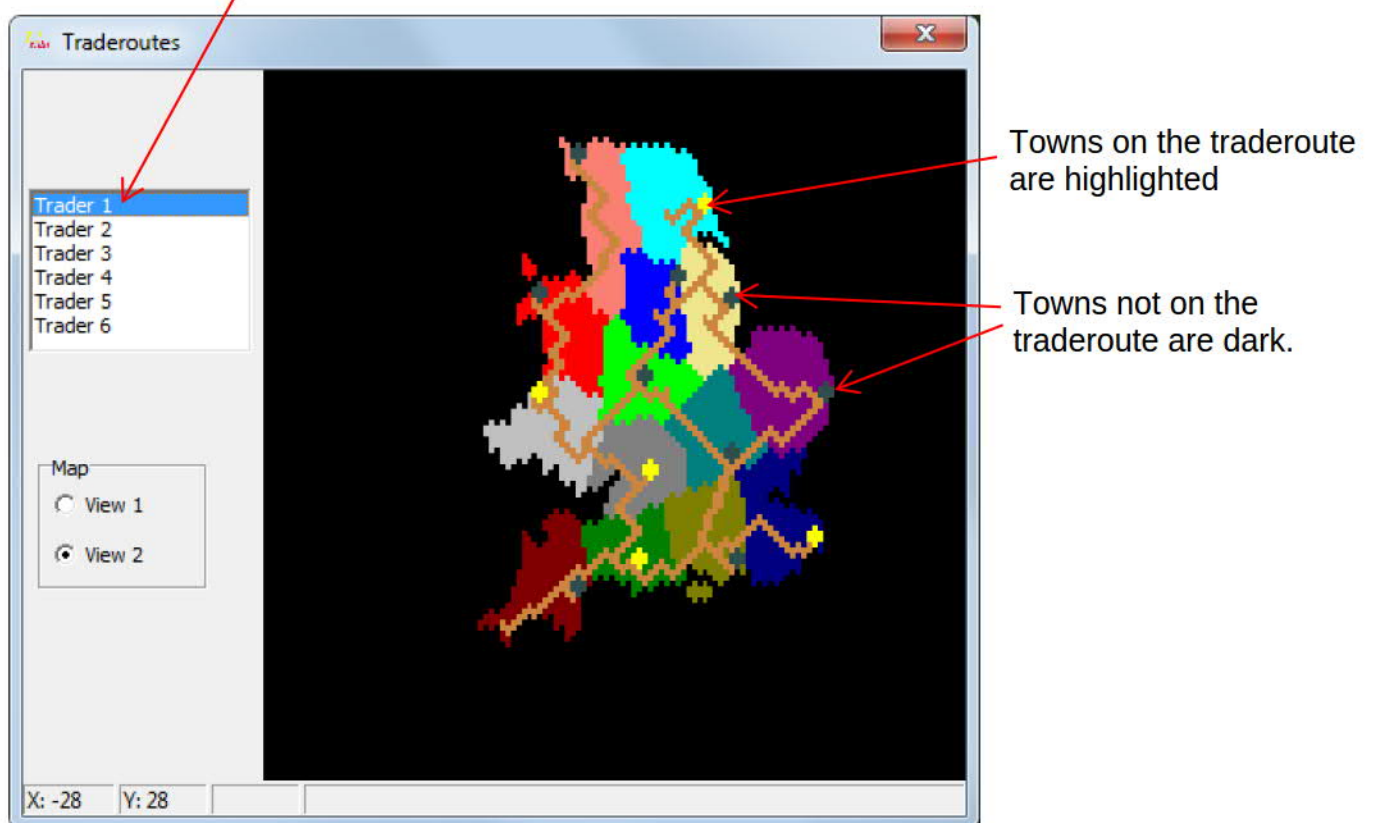 Traderoutes
Towns on the traderoute
are highlighted
Trader 1
Trader 2
Trader 3
Trader 4
Trader 5
Trader 6
Towns not on the
traderoute are dark.
Map
View 1
View 2
X: -28 Y: 28